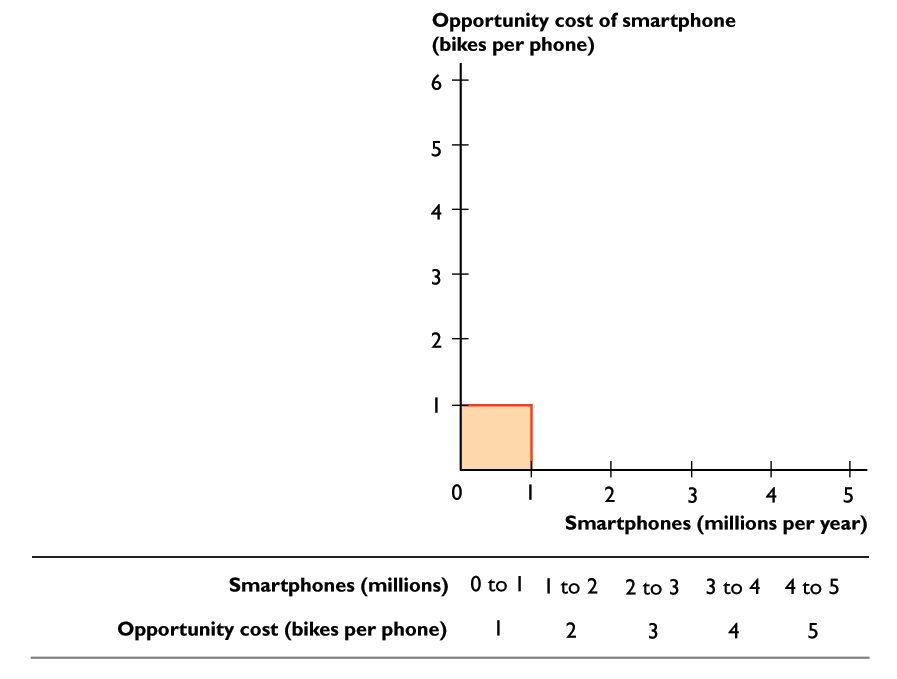 Opportunity cost of smartphone
(bikes per phone)
6
5
4
3
2
1
0 1 2 3 4 5
Smartphones (millions per year)
Smartphones (millions) 0 to 1 1 to 2 2 to 3 3 to 4 4 to 5
Opportunity cost (bikes per phone) 1 2 3 4 5